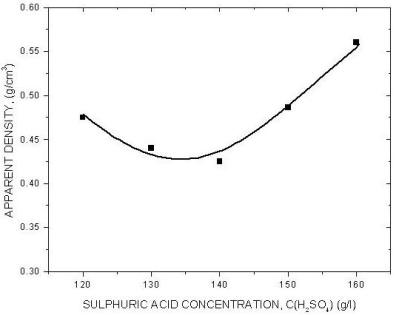 0.60
0.55
0.50
0.45
0.40
0.35
0.30
APPARENT DENSITY, (g/cm³)
120 130 140 150 160
SULPHURIC ACID CONCENTRATION, C(H₂SO₄) (g/l)